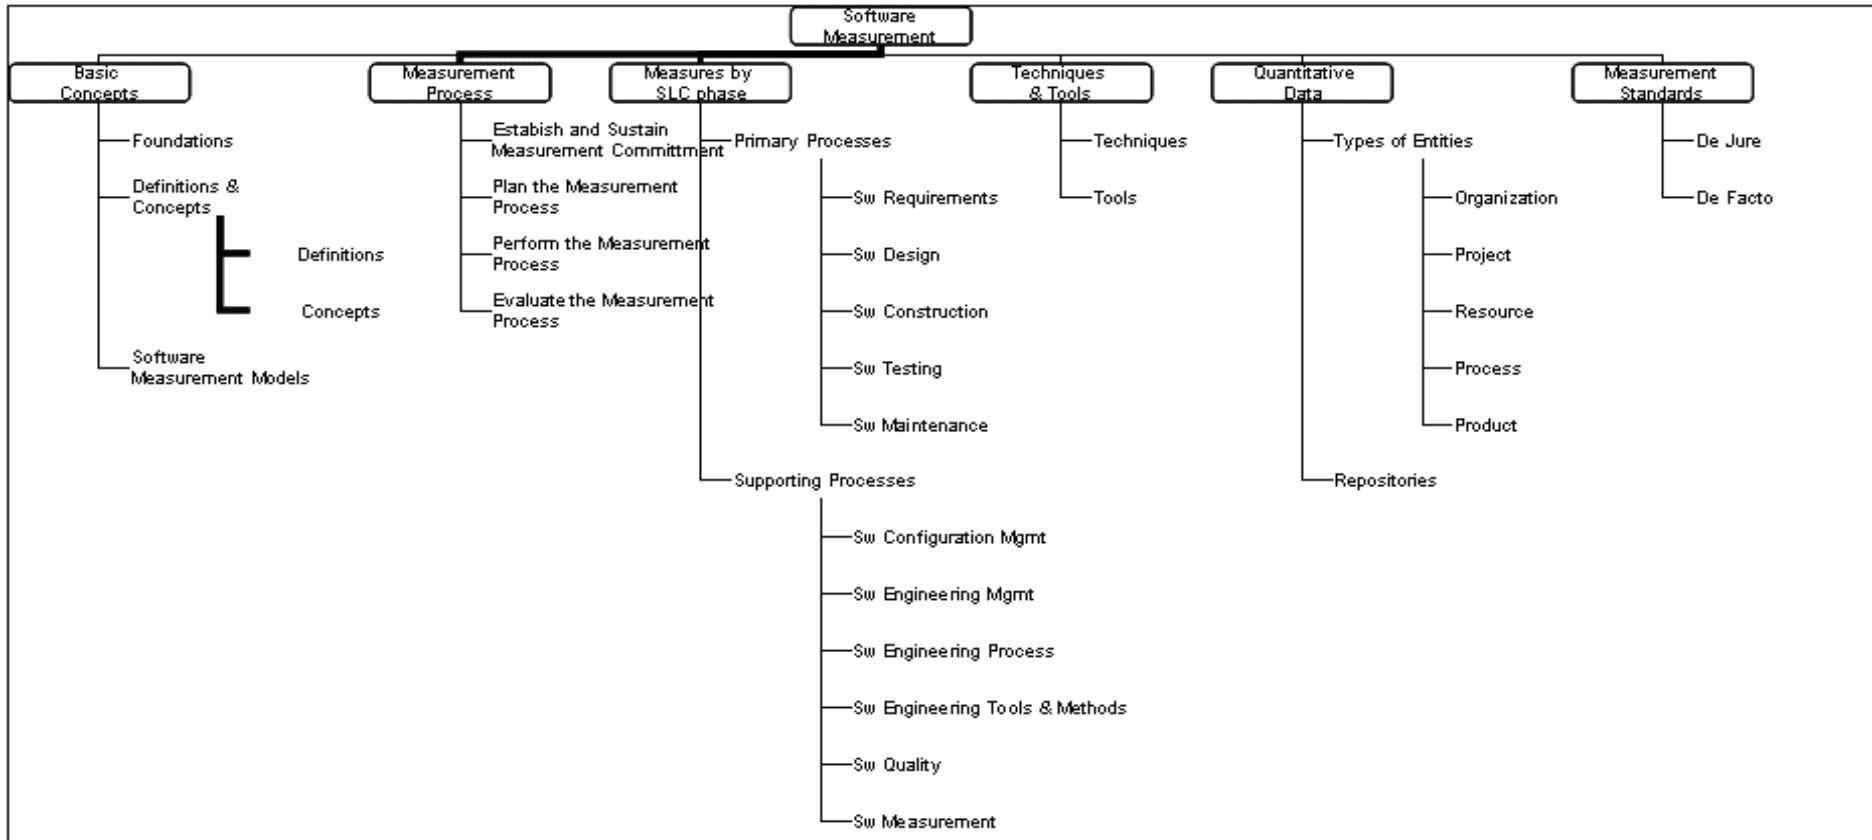 Software
Measurement
Basic
Concepts
Measurement
Process
Measures by
SLC phase
Techniques
& Tools
Quantitative
Data
Measurement
Standards
Foundations
Definitions &
Concepts
Definitions
Concepts
Software
Measurement Models
Estabish and Sustain
Measurement Committment
Plan the Measurement
Process
Perform the Measurement
Process
Evaluate the Measurement
Process
Primary Processes
Sw Requirements
Sw Design
Sw Construction
Sw Testing
Sw Maintenance
Supporting Processes
Sw Configuration Mgmt
Sw Engineering Mgmt
Sw Engineering Process
Sw Engineering Tools & Methods
Sw Quality
Sw Measurement
Techniques
Tools
Types of Entities
Organization
Project
Resource
Process
Product
Repositories
De Jure
De Facto